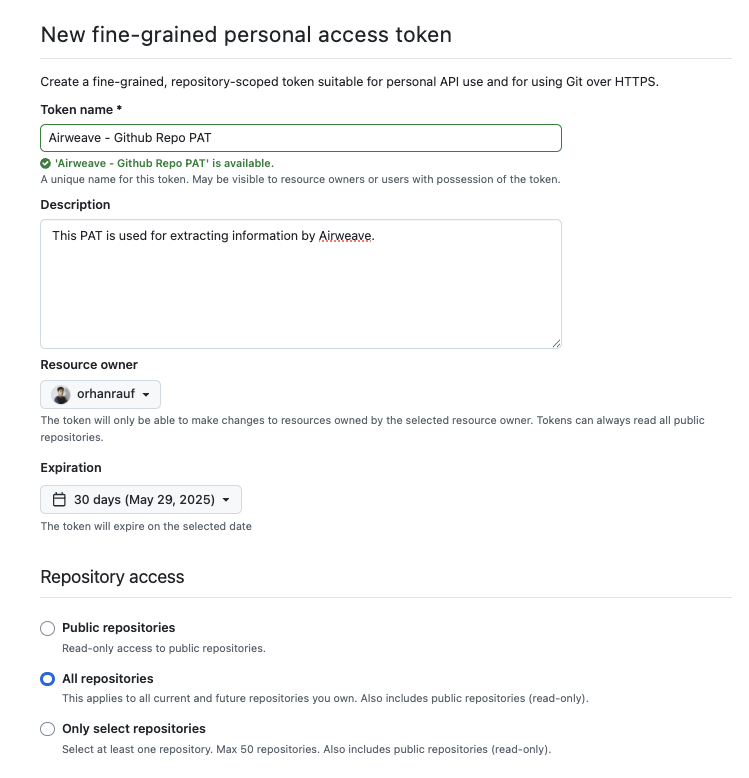 New fine-grained personal access token
Create a fine-grained, repository-scoped token suitable for personal API use and for using Git over HTTPS.
Token name *
Airweave - Github Repo PAT
'Airweave - Github Repo PAT' is available.
A unique name for this token. May be visible to resource owners or users with possession of the token.
Description
This PAT is used for extracting information by Airweave.
Resource owner
orhanrauf
The token will only be able to make changes to resources owned by the selected resource owner. Tokens can always read all public
repositories.
Expiration
30 days (May 29, 2025)
The token will expire on the selected date
Repository access
Public repositories
Read-only access to public repositories.
All repositories
This applies to all current and future repositories you own. Also includes public repositories (read-only).
Only select repositories
Select at least one repository. Max 50 repositories. Also includes public repositories (read-only).